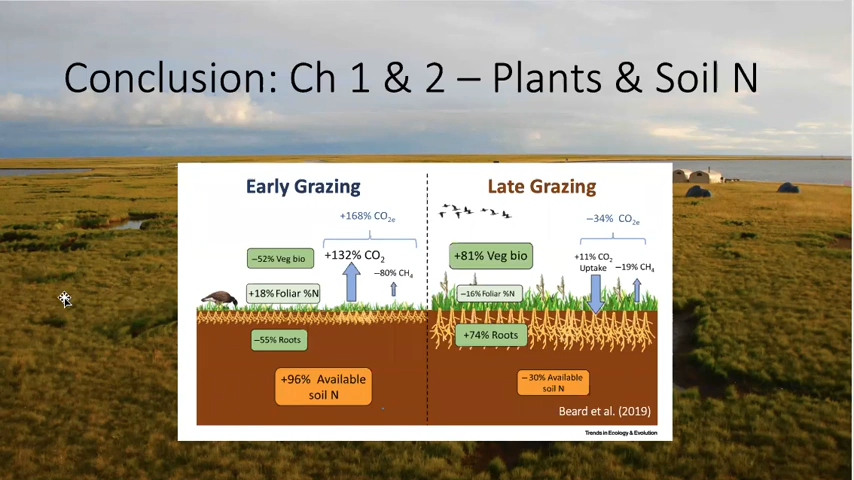 Conclusion: Ch 1 & 2 – Plants & Soil N
Early Grazing
+168% CO2e
−52% Veg bio
+132% CO2
−80% CH4
+18% Foliar %N
−55% Roots
+96% Available
soil N
Late Grazing
−34% CO2e
+81% Veg bio
+11% CO2
Uptake
−19% CH4
−16% Foliar %N
+74% Roots
−30% Available
soil N
Beard et al. (2019)
Trends in Ecology & Evolution